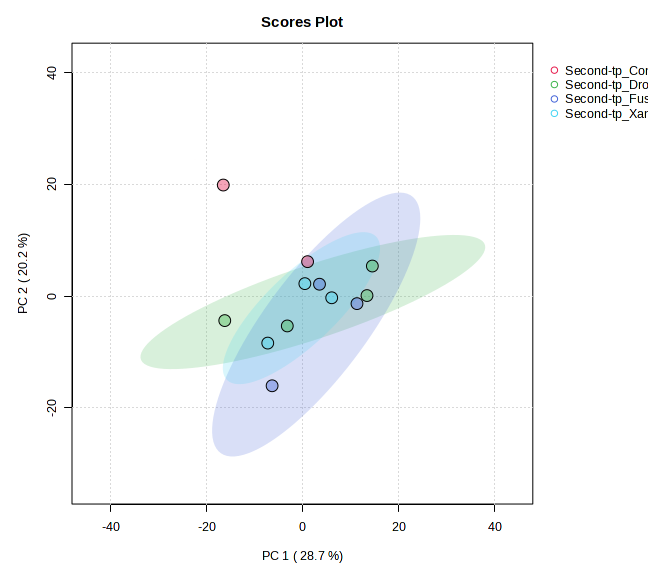 Scores Plot
Second-tp_Cor
Second-tp_Dro
Second-tp_Fus
Second-tp_Xar
40
20
0
-20
PC 2 ( 20.2 %)
-40
-20
0
20
40
PC 1 ( 28.7 %)